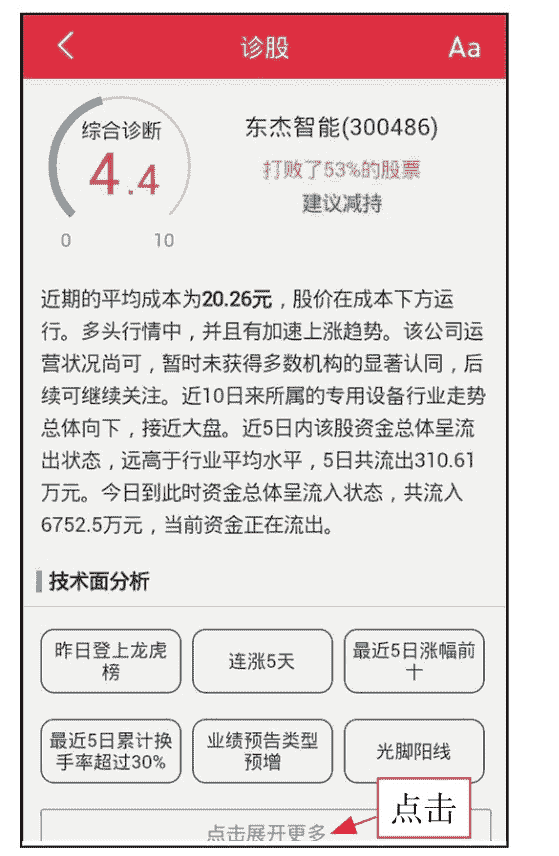 诊股
Aa
综合诊断
4.4
0
10
东杰智能(300486)
打败了53%的股票
建议减持
近期的平均成本为20.26元，股价在成本下方运
行。多头行情中，并且有加速上涨趋势。该公司运
营状况尚可，暂时未获得多数机构的显著认同，后
续可继续关注。近10日来所属的专用设备行业走势
总体向下，接近大盘。近5日内该股资金总体呈流
出状态，远高于行业平均水平，5日共流出310.61
万元。今日到此时资金总体呈流入状态，共流入
6752.5万元，当前资金正在流出。
技术面分析
昨日登上龙虎
榜
连涨5天
最近5日涨幅前
十
最近5日累计换
手率超过30%
业绩预告类型
预增
光脚阳线
点击展开更多
点击